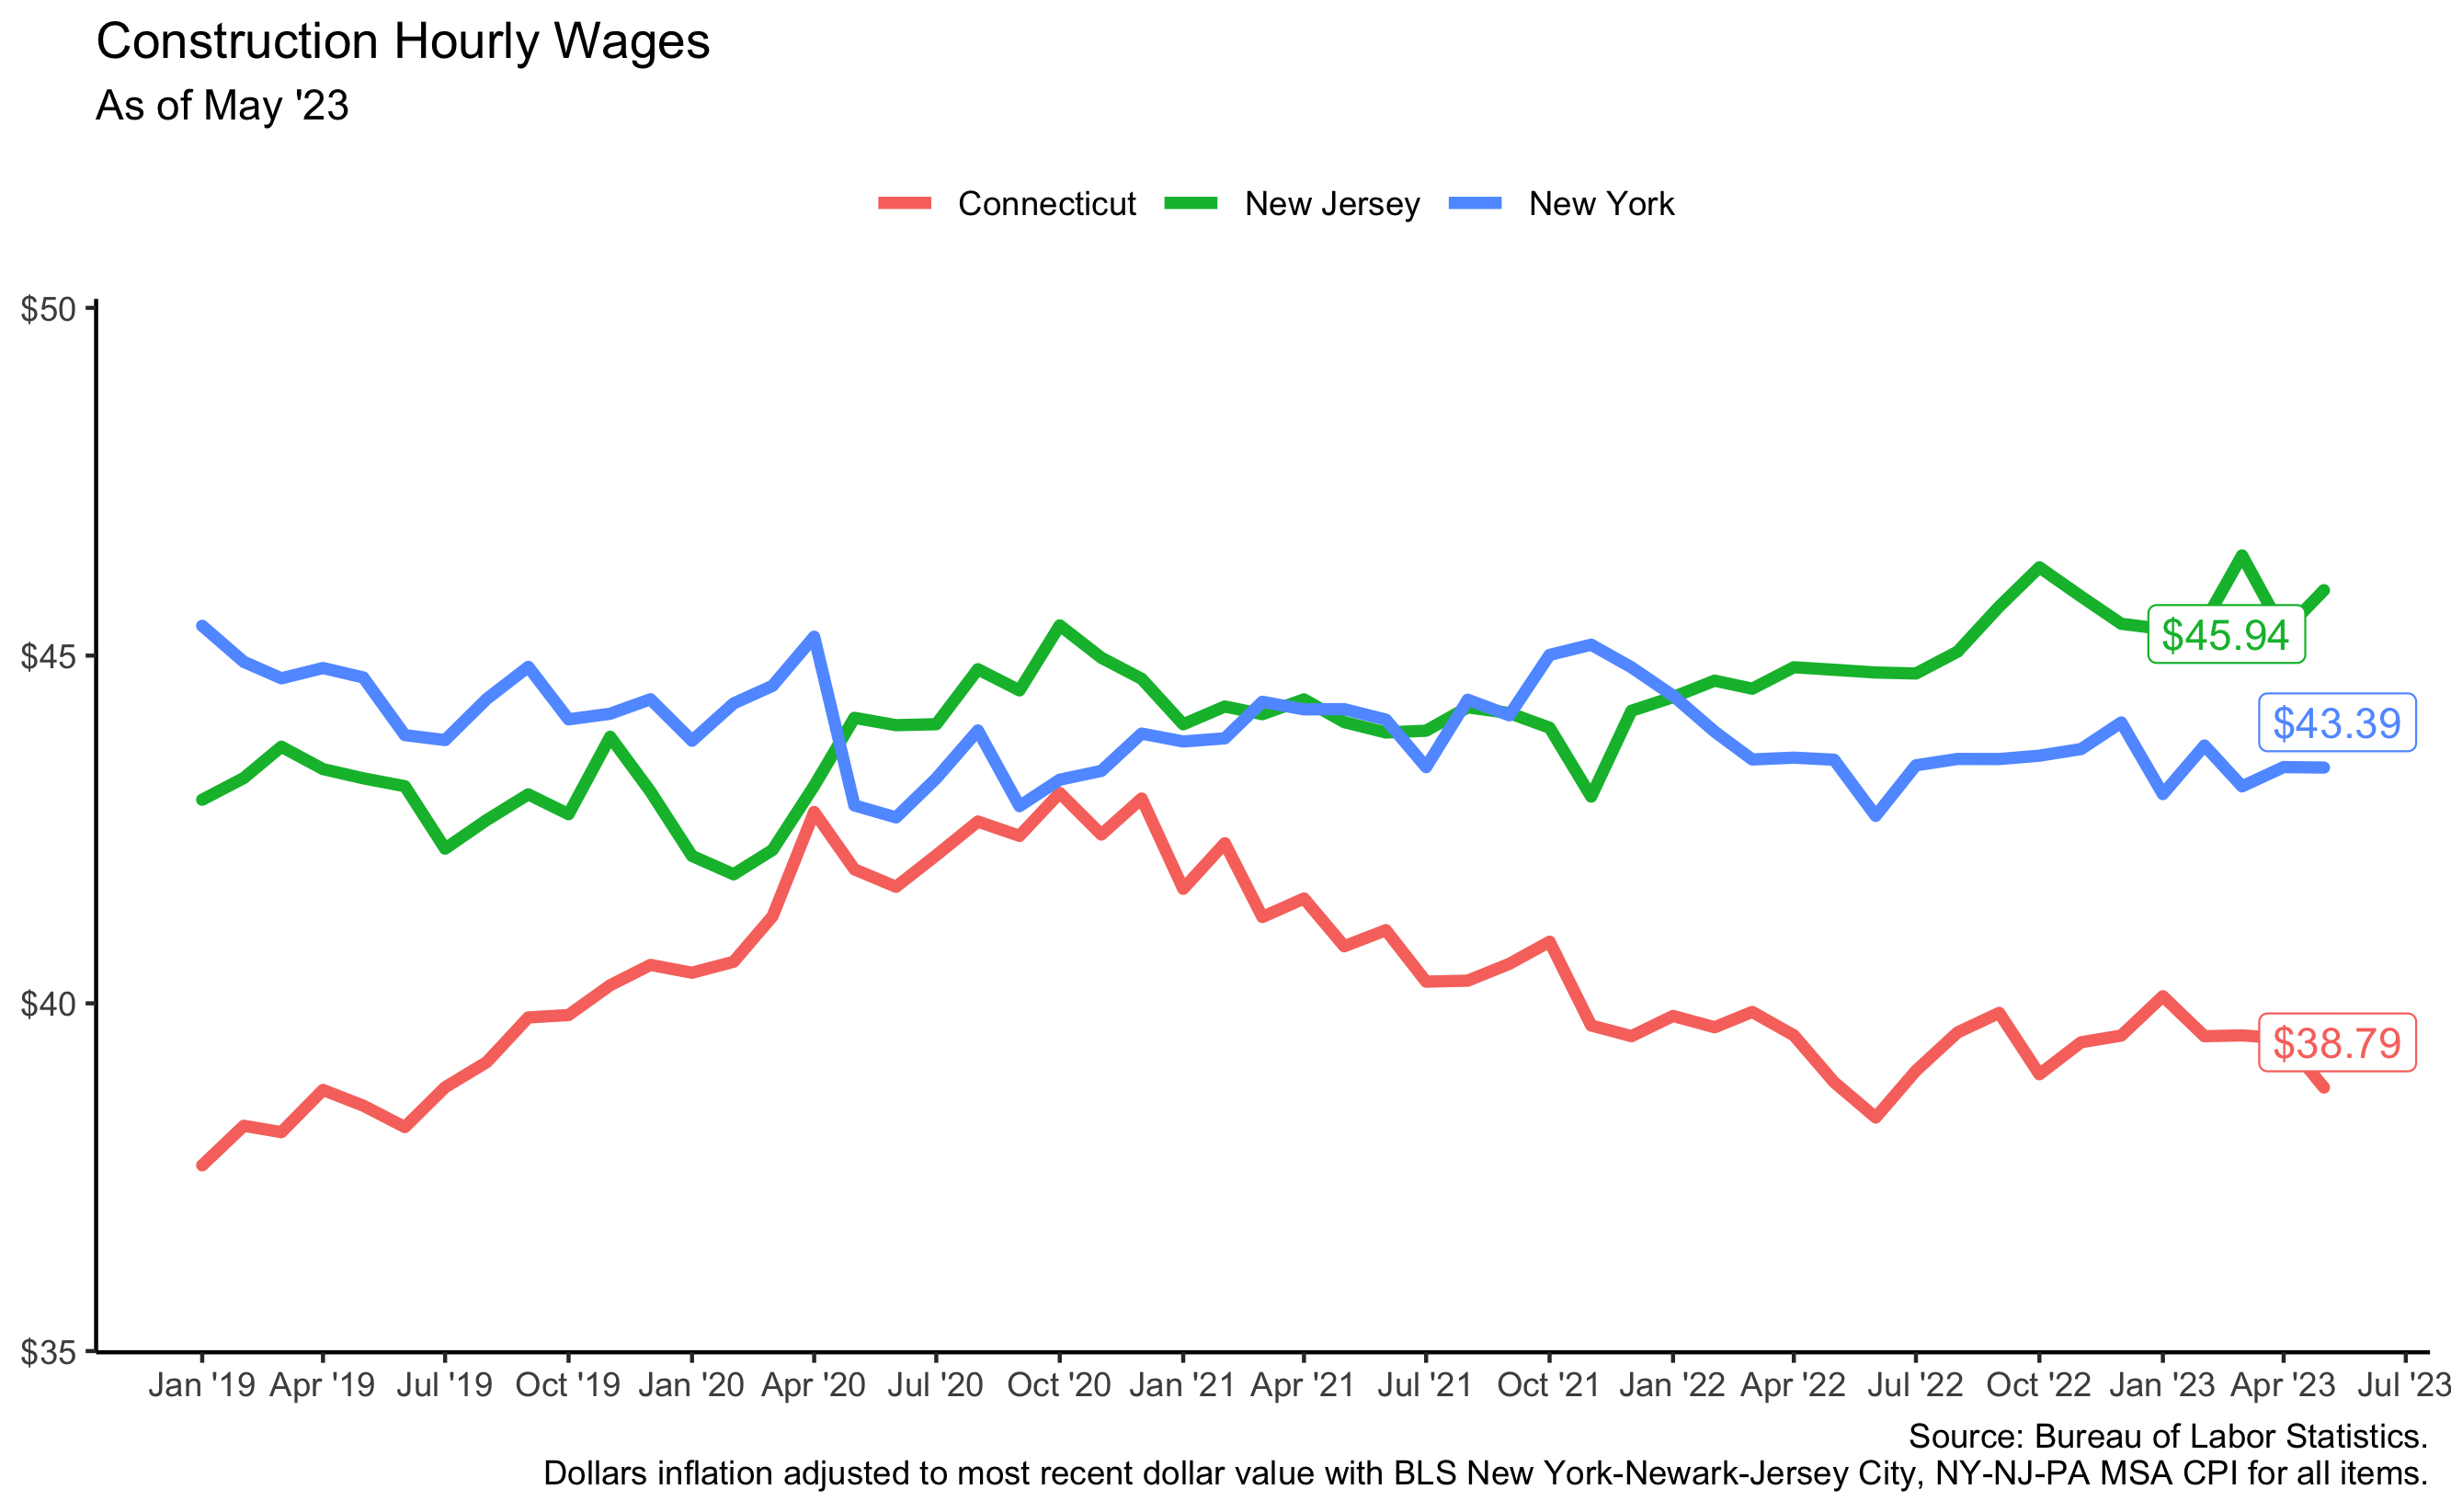 Construction Hourly Wages
As of May '23
Connecticut New Jersey New York
$50
$45
$40
$35
$45.94
$43.39
$38.79
Jan '19 Apr '19 Jul '19 Oct '19 Jan '20 Apr '20 Jul '20 Oct '20 Jan '21 Apr '21 Jul '21 Oct '21 Jan '22 Apr '22 Jul '22 Oct '22 Jan '23 Apr '23 Jul '23
Source: Bureau of Labor Statistics.
Dollars inflation adjusted to most recent dollar value with BLS New York-Newark-Jersey City, NY-NJ-PA MSA CPI for all items.